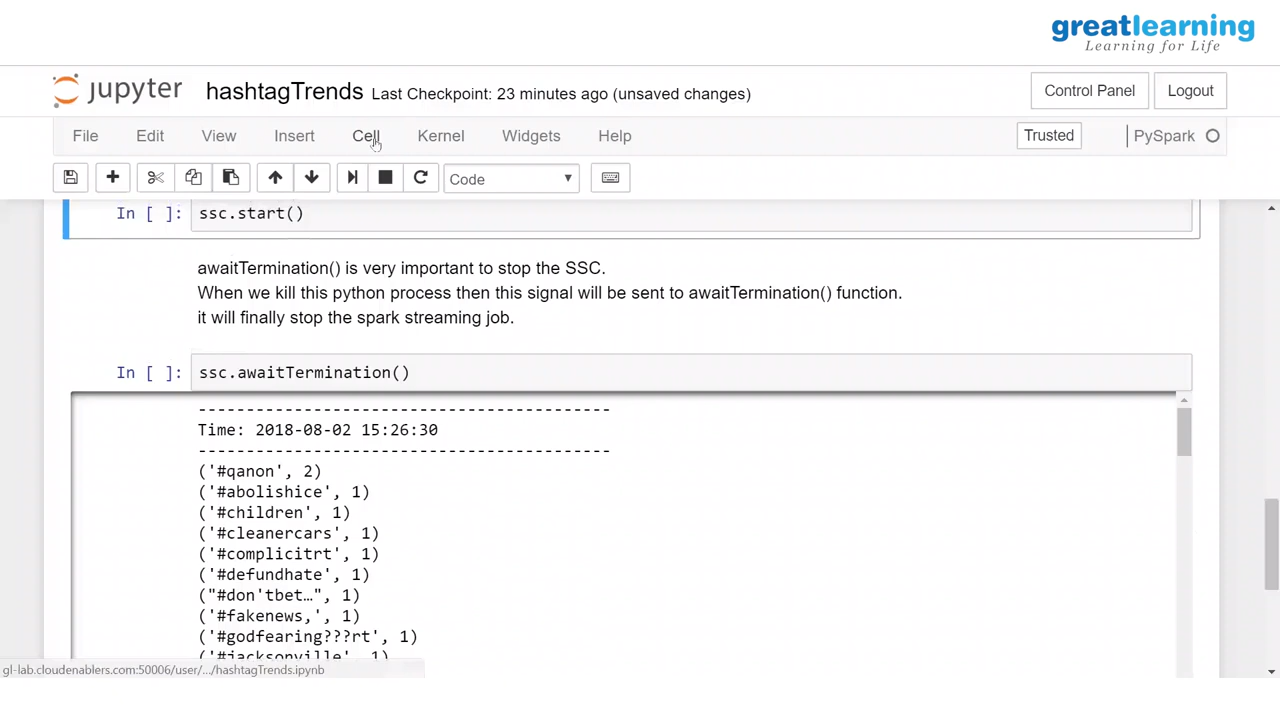 greatlearning
Learning for Life
jupyter hashtagTrends Last Checkpoint: 23 minutes ago (unsaved changes) Control Panel Logout
File Edit View Insert Cell Kernel Widgets Help Trusted PySpark
Code
In [ ]: ssc.start()
awaitTermination() is very important to stop the SSC.
When we kill this python process then this signal will be sent to awaitTermination() function.
it will finally stop the spark streaming job.
In [ ]: ssc.awaitTermination()
-------------------------------------------
Time: 2018-08-02 15:26:30
-------------------------------------------
('#qanon', 2)
('#abolishice', 1)
('#children', 1)
('#cleanercars', 1)
('#complicitrt', 1)
('#defundhate', 1)
("#don'tbet…", 1)
('#fakenews,', 1)
('#godfearing???rt', 1)
('#jacksonville', 1)
gl-lab.cloudenablers.com:50006/user/.../hashtagTrends.ipynb